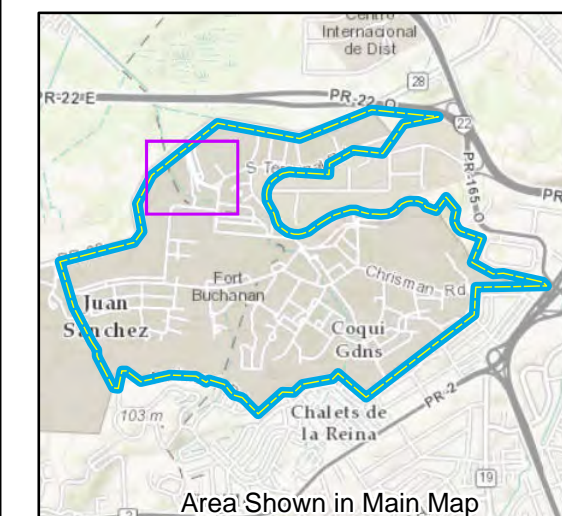 Centro
Internacional
de Dist
28
PR-22 E
PR-22 O
22
PR-165 O
PR
Fort
Buchanan
Chrisman Rd
Juan
Sanchez
Coqui
Gdns
103 m
Chalets de
la Reina
PR-2
19
2
Area Shown in Main Map